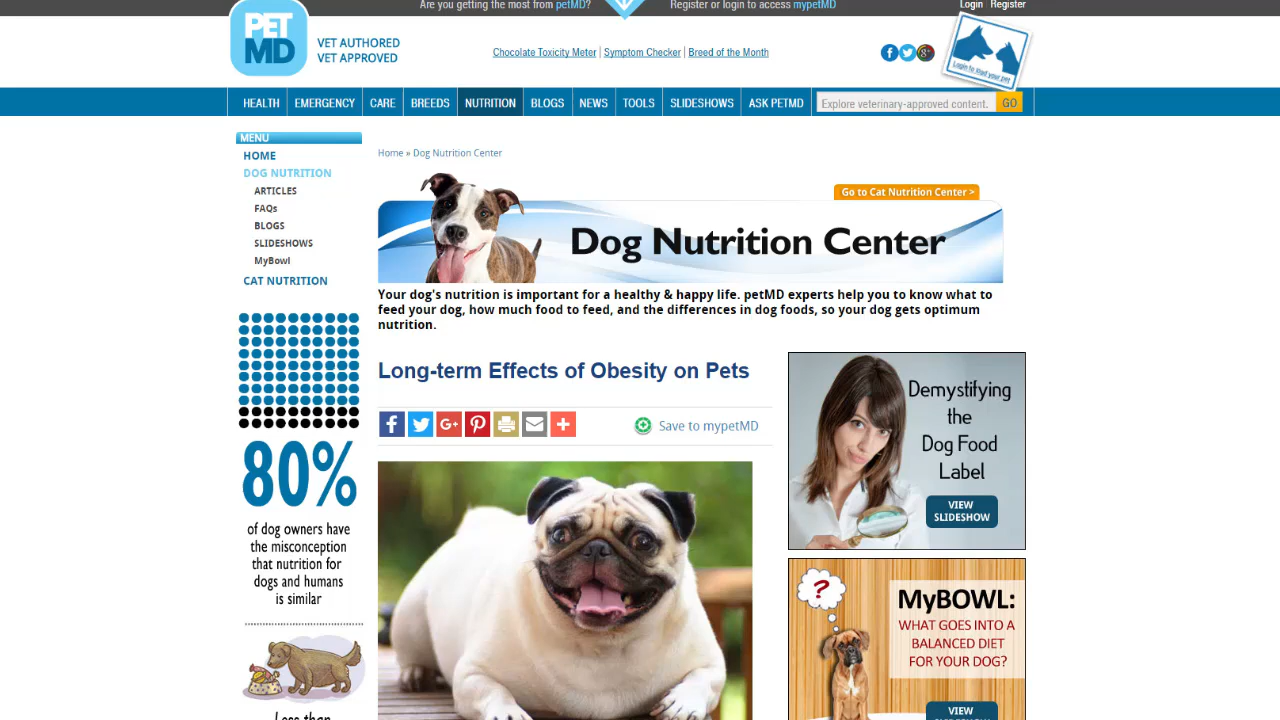 Are you getting the most from petMD?
Register or login to access mypetMD
Login Register
PET
MD
VET AUTHORED
VET APPROVED
Chocolate Toxicity Meter | Symptom Checker | Breed of the Month
Login to load your pet
HEALTH EMERGENCY CARE BREEDS NUTRITION BLOGS NEWS TOOLS SLIDESHOWS ASK PETMD Explore veterinary-approved content. GO
MENU
HOME
DOG NUTRITION
ARTICLES
FAQs
BLOGS
SLIDESHOWS
MyBowl
CAT NUTRITION
80%
of dog owners have
the misconception
that nutrition for
dogs and humans
is similar
Less than
Home » Dog Nutrition Center
Go to Cat Nutrition Center >
Dog Nutrition Center
Your dog's nutrition is important for a healthy & happy life. petMD experts help you to know what to
feed your dog, how much food to feed, and the differences in dog foods, so your dog gets optimum
nutrition.
Long-term Effects of Obesity on Pets
Save to mypetMD
Demystifying
the
Dog Food
Label
VIEW
SLIDESHOW
?
MyBOWL:
WHAT GOES INTO A
BALANCED DIET
FOR YOUR DOG?
VIEW